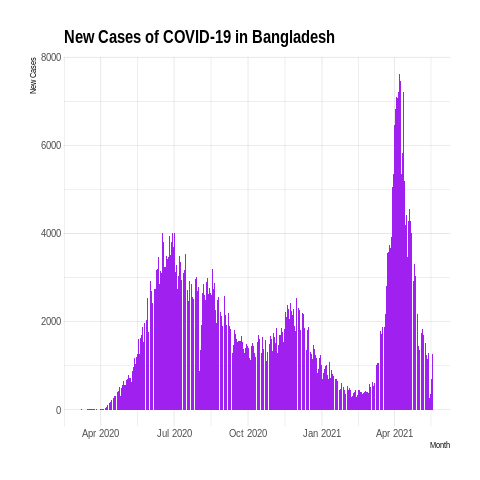 New Cases of COVID-19 in Bangladesh
New Cases
8000
6000
4000
2000
0
Apr 2020 Jul 2020 Oct 2020 Jan 2021 Apr 2021
Month